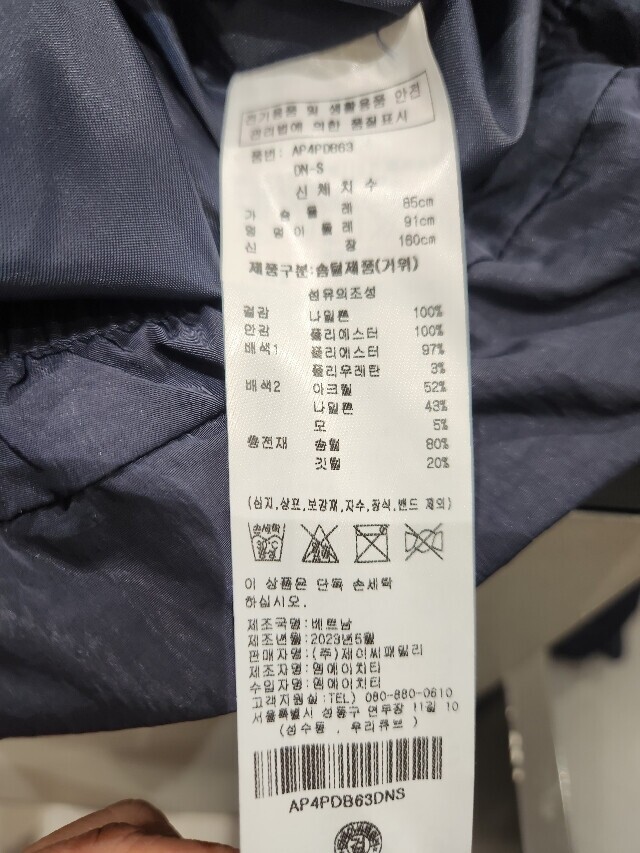 전기용품 및 생활용품 안전
관리법에 의한 품질표시
품번: AP4PDB63
DN-S
신 체 치 수
가 슴 둘 레 85cm
엉 덩 이 둘 레 91cm
신 장 160cm
제품구분:솜털제품(거위)
섬유의조성
겉감 나일론 100%
안감 폴리에스터 100%
배색1 폴리에스터 97%
폴리우레탄 3%
배색2 아크릴 52%
나일론 43%
모 5%
충전재 솜털 80%
깃털 20%
(심지,상표,보강재,자수,장식,밴드 제외)
손세탁
이 상품은 단독 손세탁
하십시오.
제조국명:베트남
제조년월:2023년5월
판매자명:(주)제이씨패밀리
제조자명:엠에이치타
수입자명:엠에이치타
고객지원실:TEL) 080-880-0610
서울특별시 성동구 연무장 11길 10
(성수동, 우리큐브)
AP4PDB63DNS